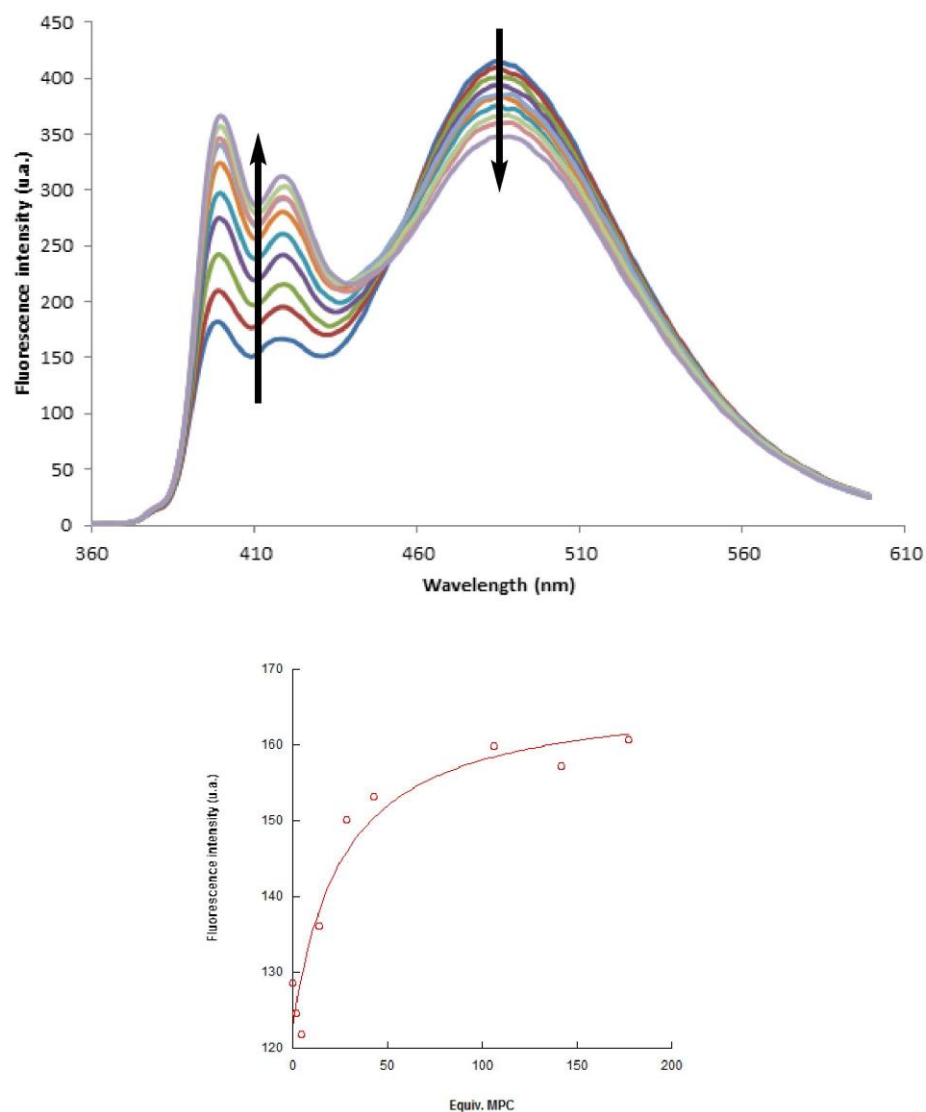 450
400
350
300
250
200
150
100
50
0
Fluorescence intensity (u.a.)
360 410 460 510 560 610
Wavelength (nm)
170
160
150
140
130
120
Fluorescence intensity (u.a.)
0 50 100 150 200
Equiv. MPC